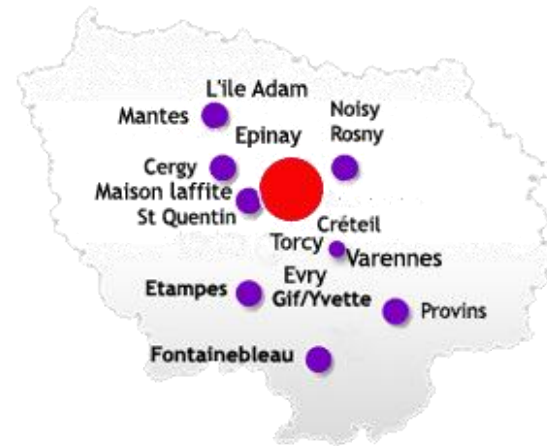 L'ile Adam
Mantes
Noisy
Rosny
Epinay
Cergy
Maison laffite
St Quentin
Créteil
Torcy
Varennes
Evry
Etampes
Gif/Yvette
Provins
Fontainebleau